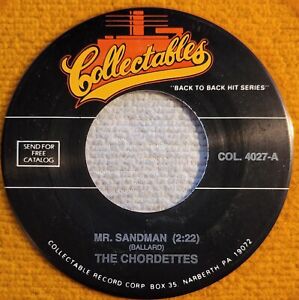 Collectables
"BACK TO BACK HIT SERIES"
SEND FOR
FREE
CATALOG
COL. 4027-A
MR. SANDMAN (2:22)
(BALLARD)
THE CHORDETTES
COLLECTABLE RECORD CORP BOX 35, NARBERTH, PA 19072